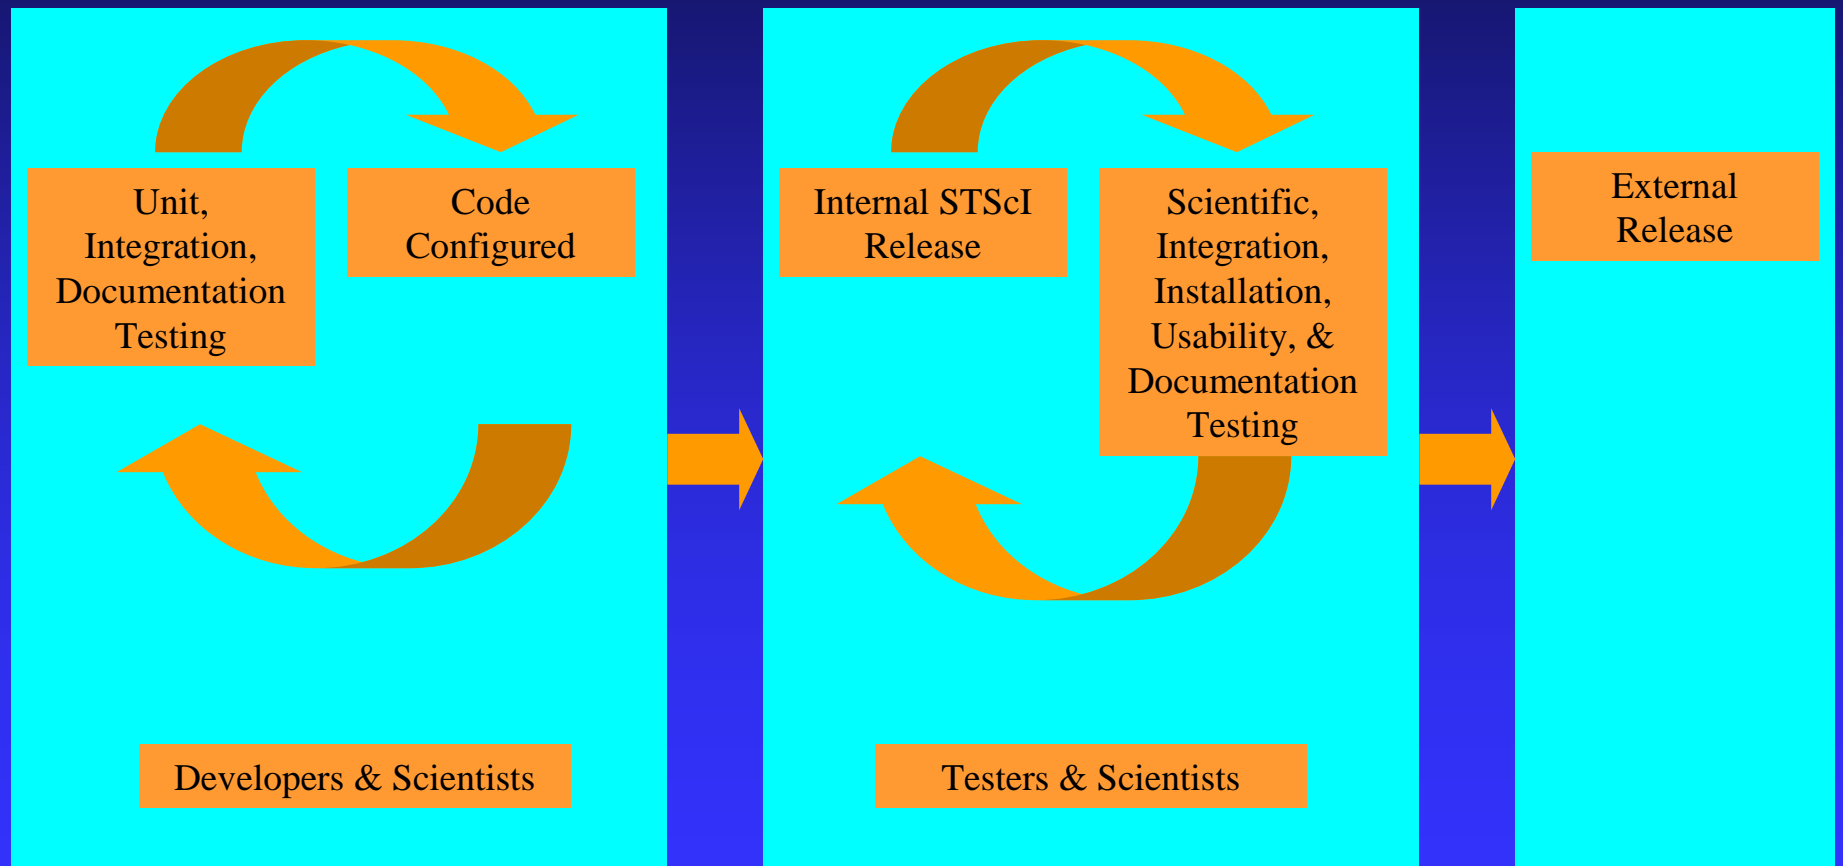 Unit,
Integration,
Documentation
Testing
Code
Configured
Developers & Scientists
Internal STScI
Release
Scientific,
Integration,
Installation,
Usability, &
Documentation
Testing
Testers & Scientists
External
Release